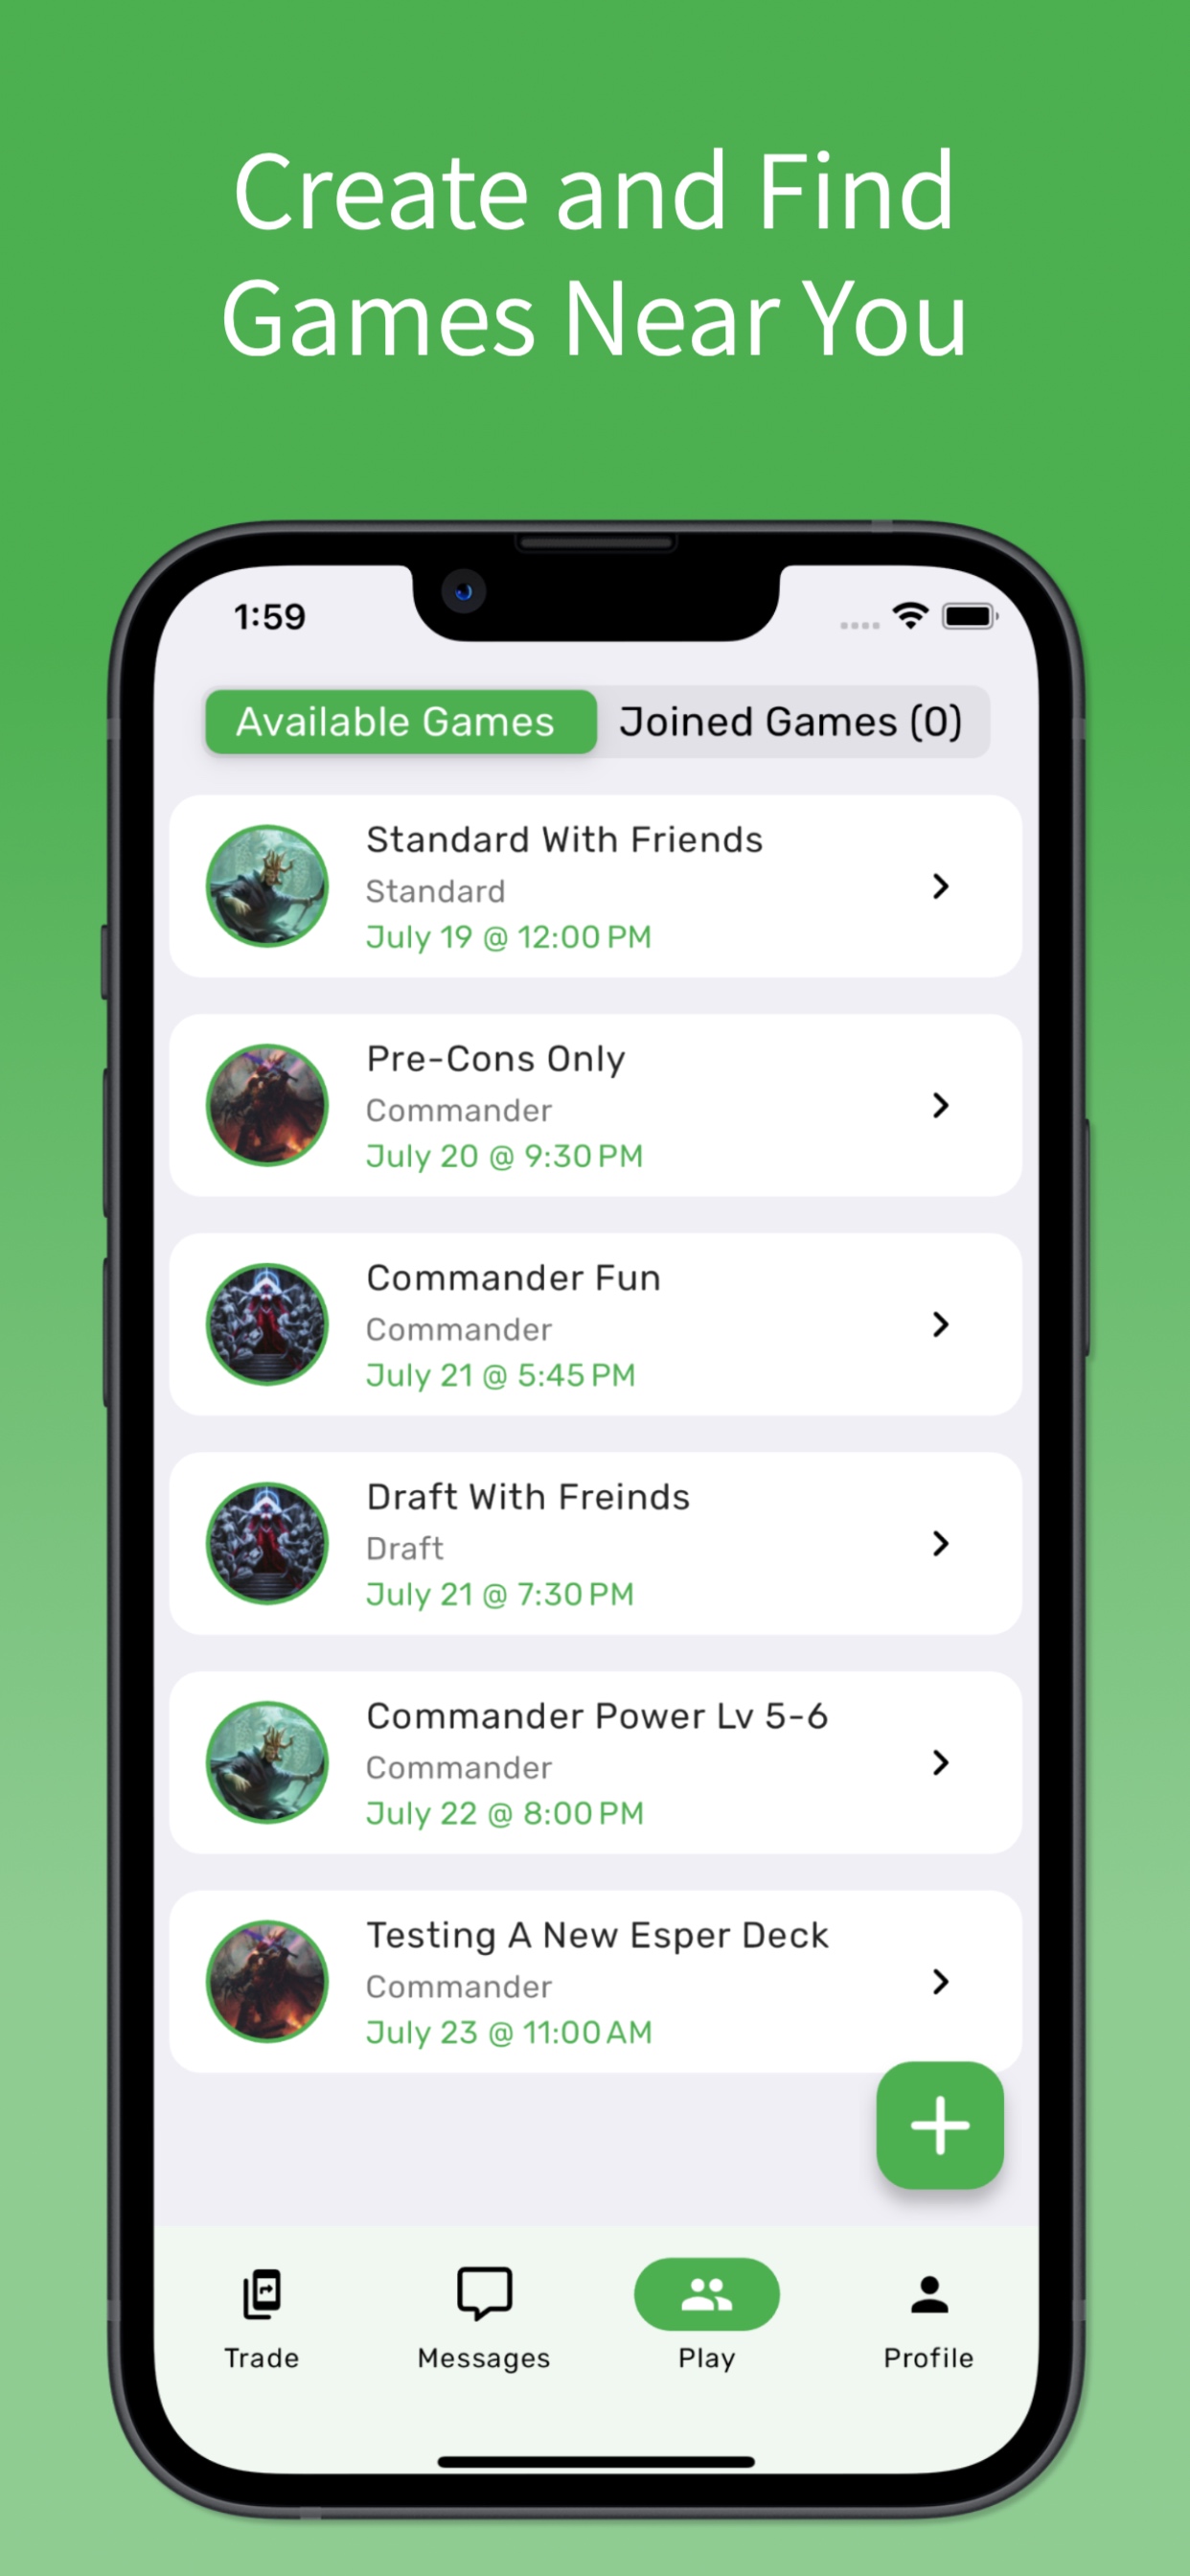 Create and Find
Games Near You
1:59
Available Games
Joined Games (0)
Standard With Friends
Standard
July 19 @ 12:00 PM
Pre-Cons Only
Commander
July 20 @ 9:30 PM
Commander Fun
Commander
July 21 @ 5:45 PM
Draft With Freinds
Draft
July 21 @ 7:30 PM
Commander Power Lv 5-6
Commander
July 22 @ 8:00 PM
Testing A New Esper Deck
Commander
July 23 @ 11:00 AM
Trade
Messages
Play
Profile